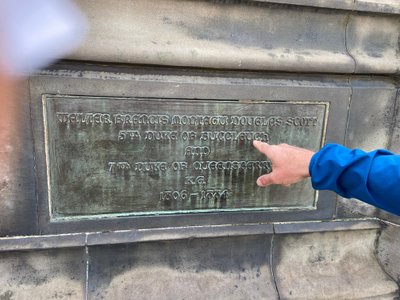 WALTER FRANCIS MONTAGU DOUGLAS SCOTT
5TH DUKE OF BUCCLEUCH
AND
7TH DUKE OF QUEENSBERRY
K.G.
1806–1884